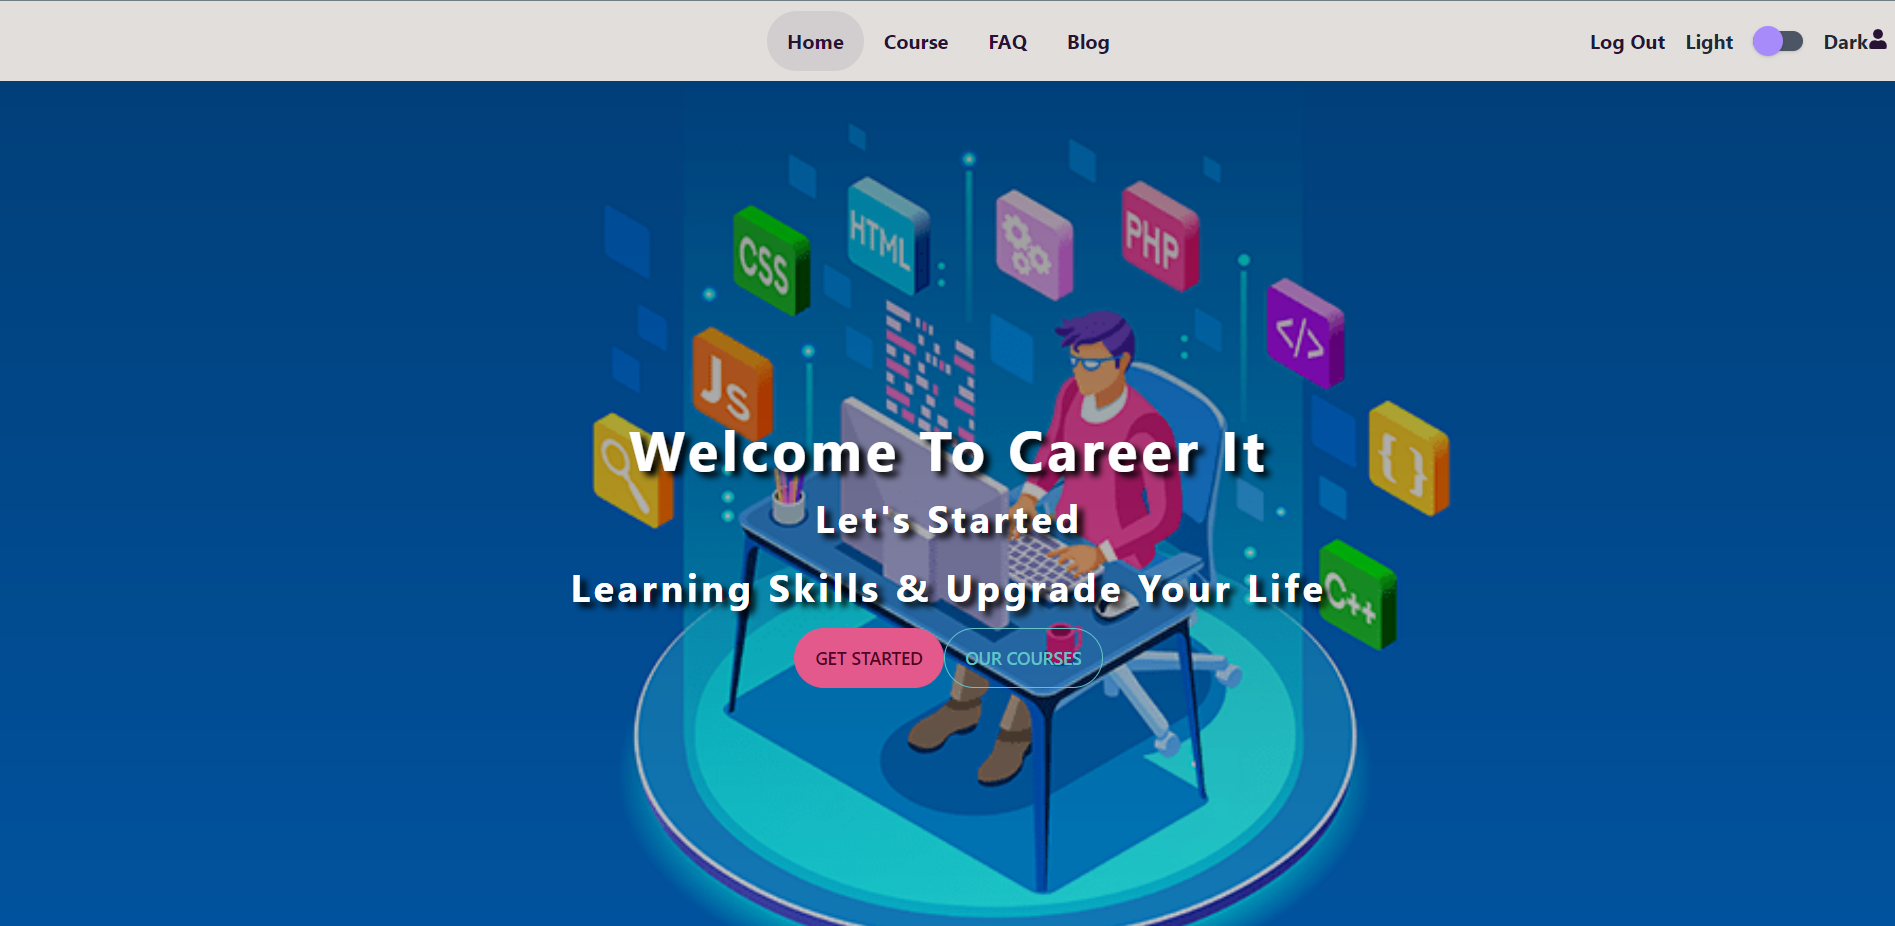 Home Course FAQ Blog Log Out Light Dark
HTML
PHP
CSS
</>
JS
{}
Welcome To Career It
Let's Started
Learning Skills & Upgrade Your Life
C++
GET STARTED OUR COURSES